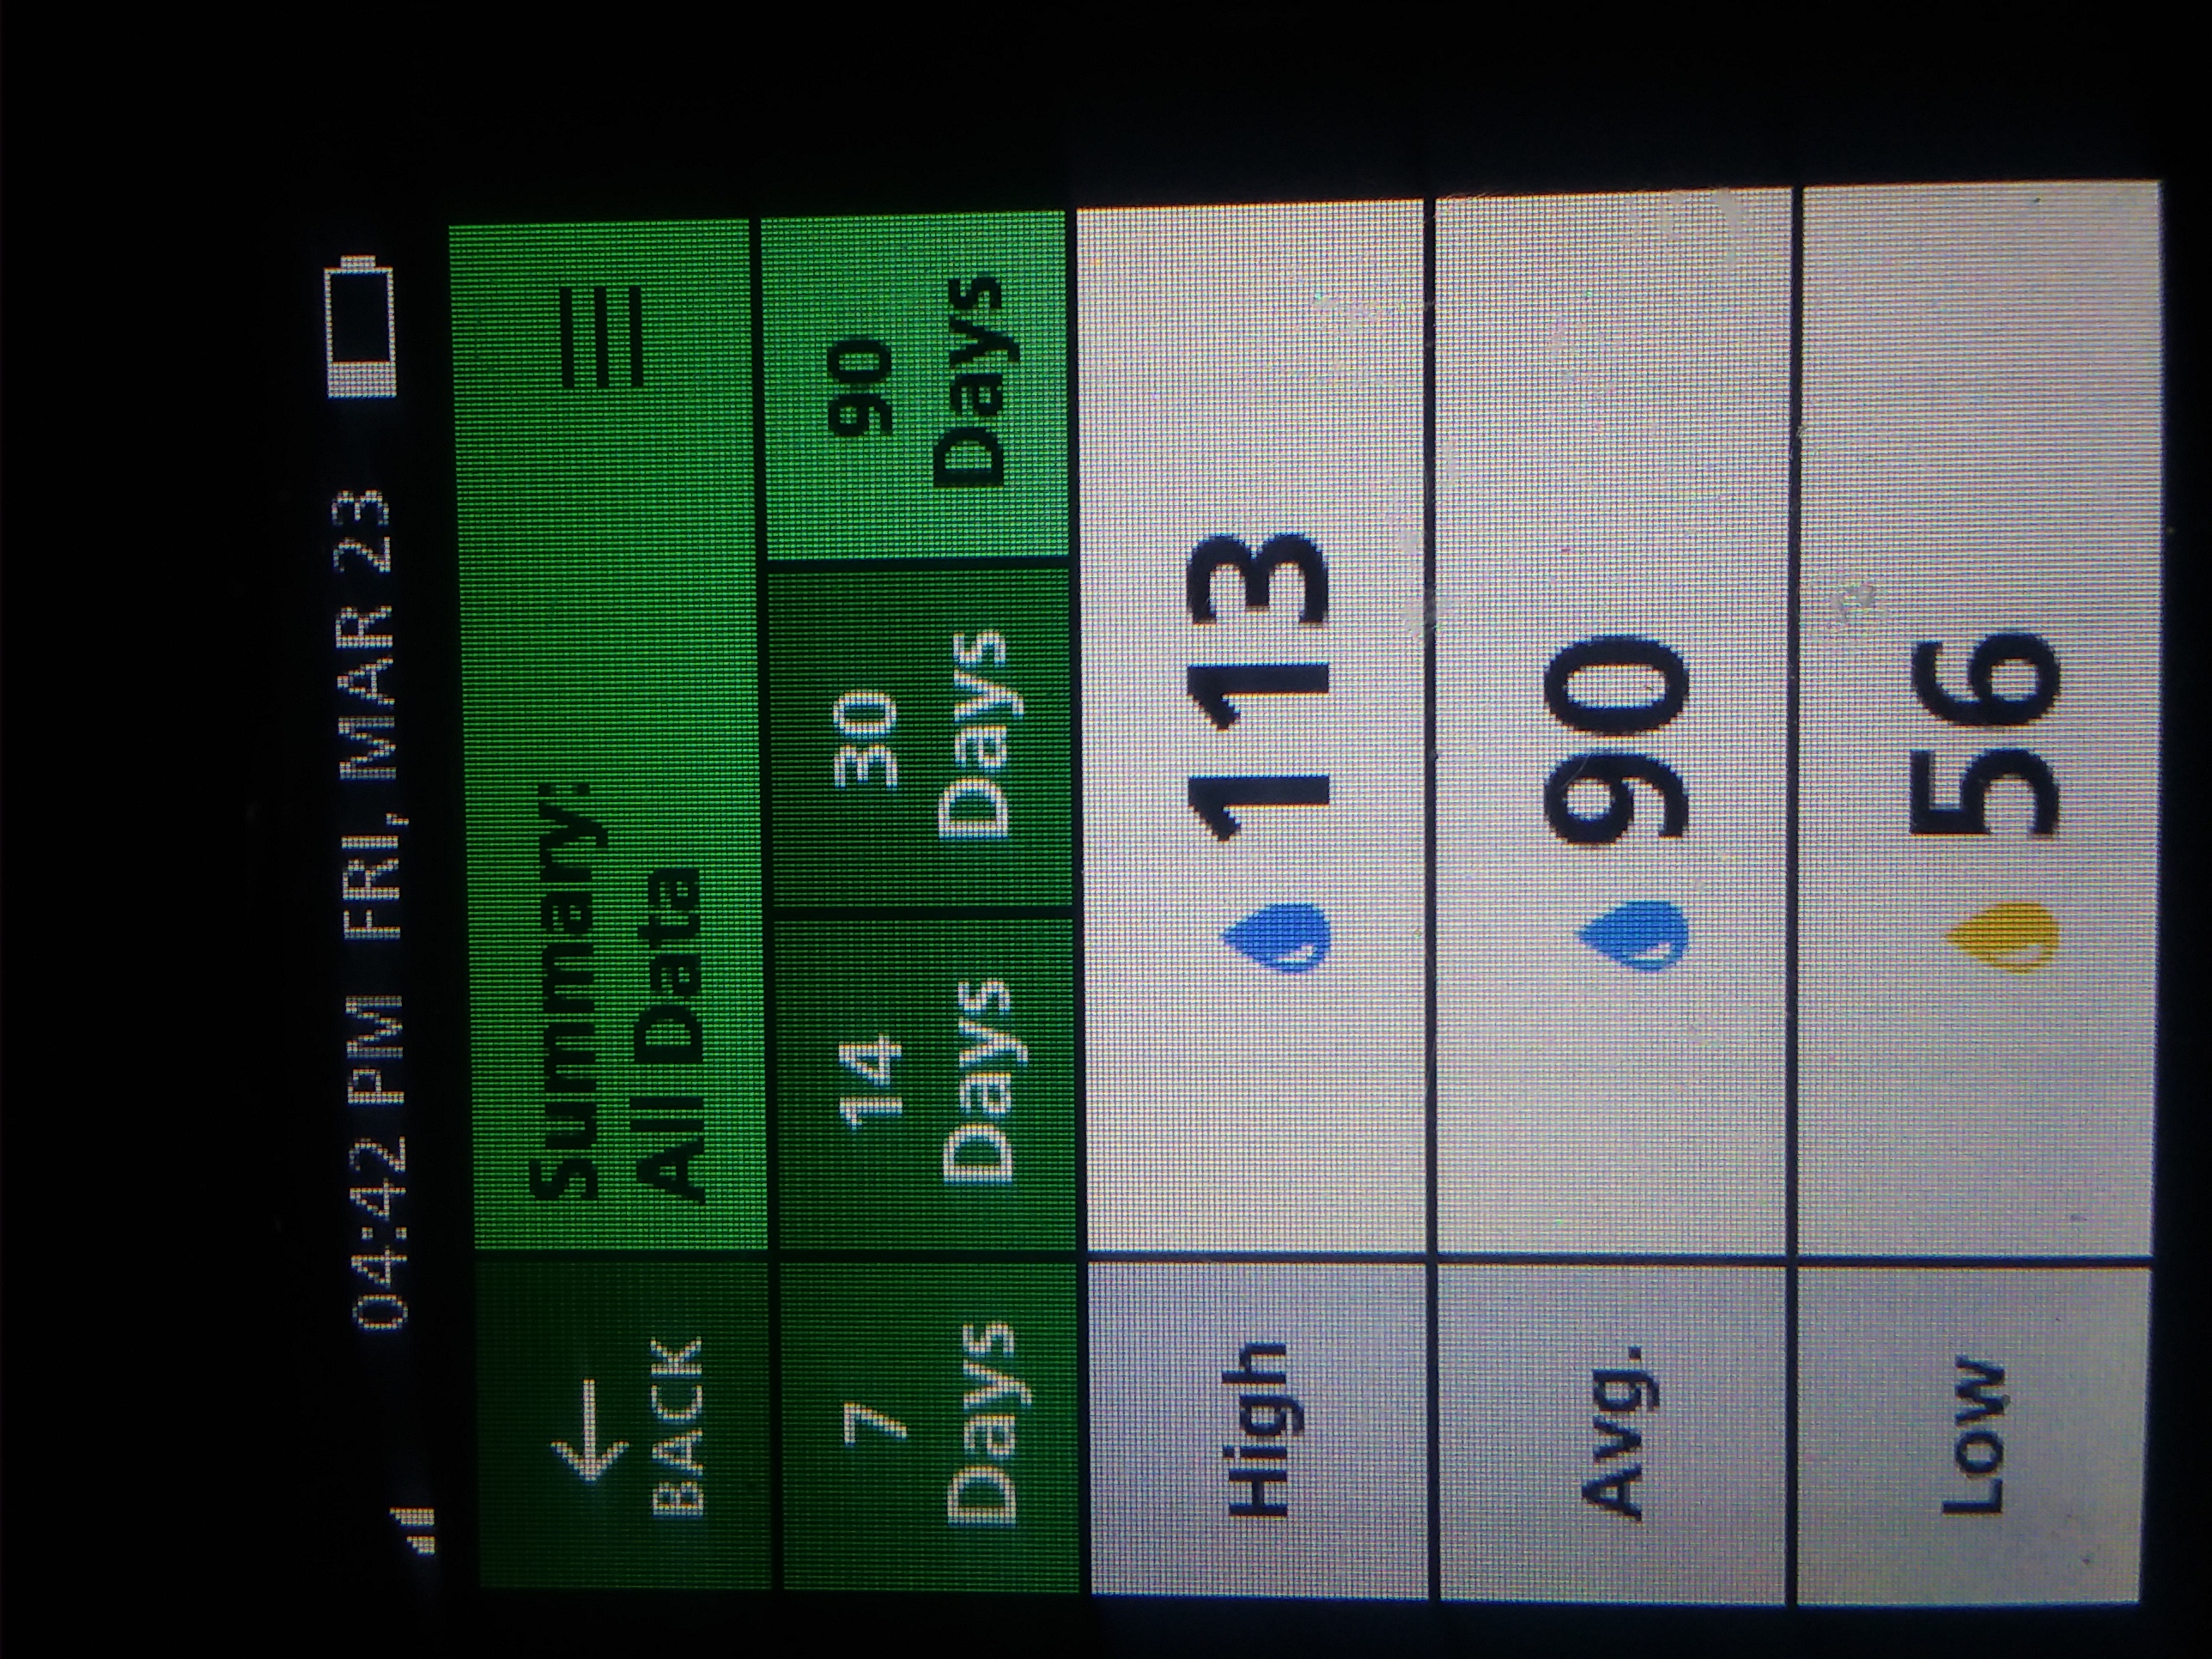 04:42 PM FRI, MAR 23
BACK
Summary:
All Data
7 Days
14 Days
30 Days
90 Days
High 113
Avg. 90
Low 56